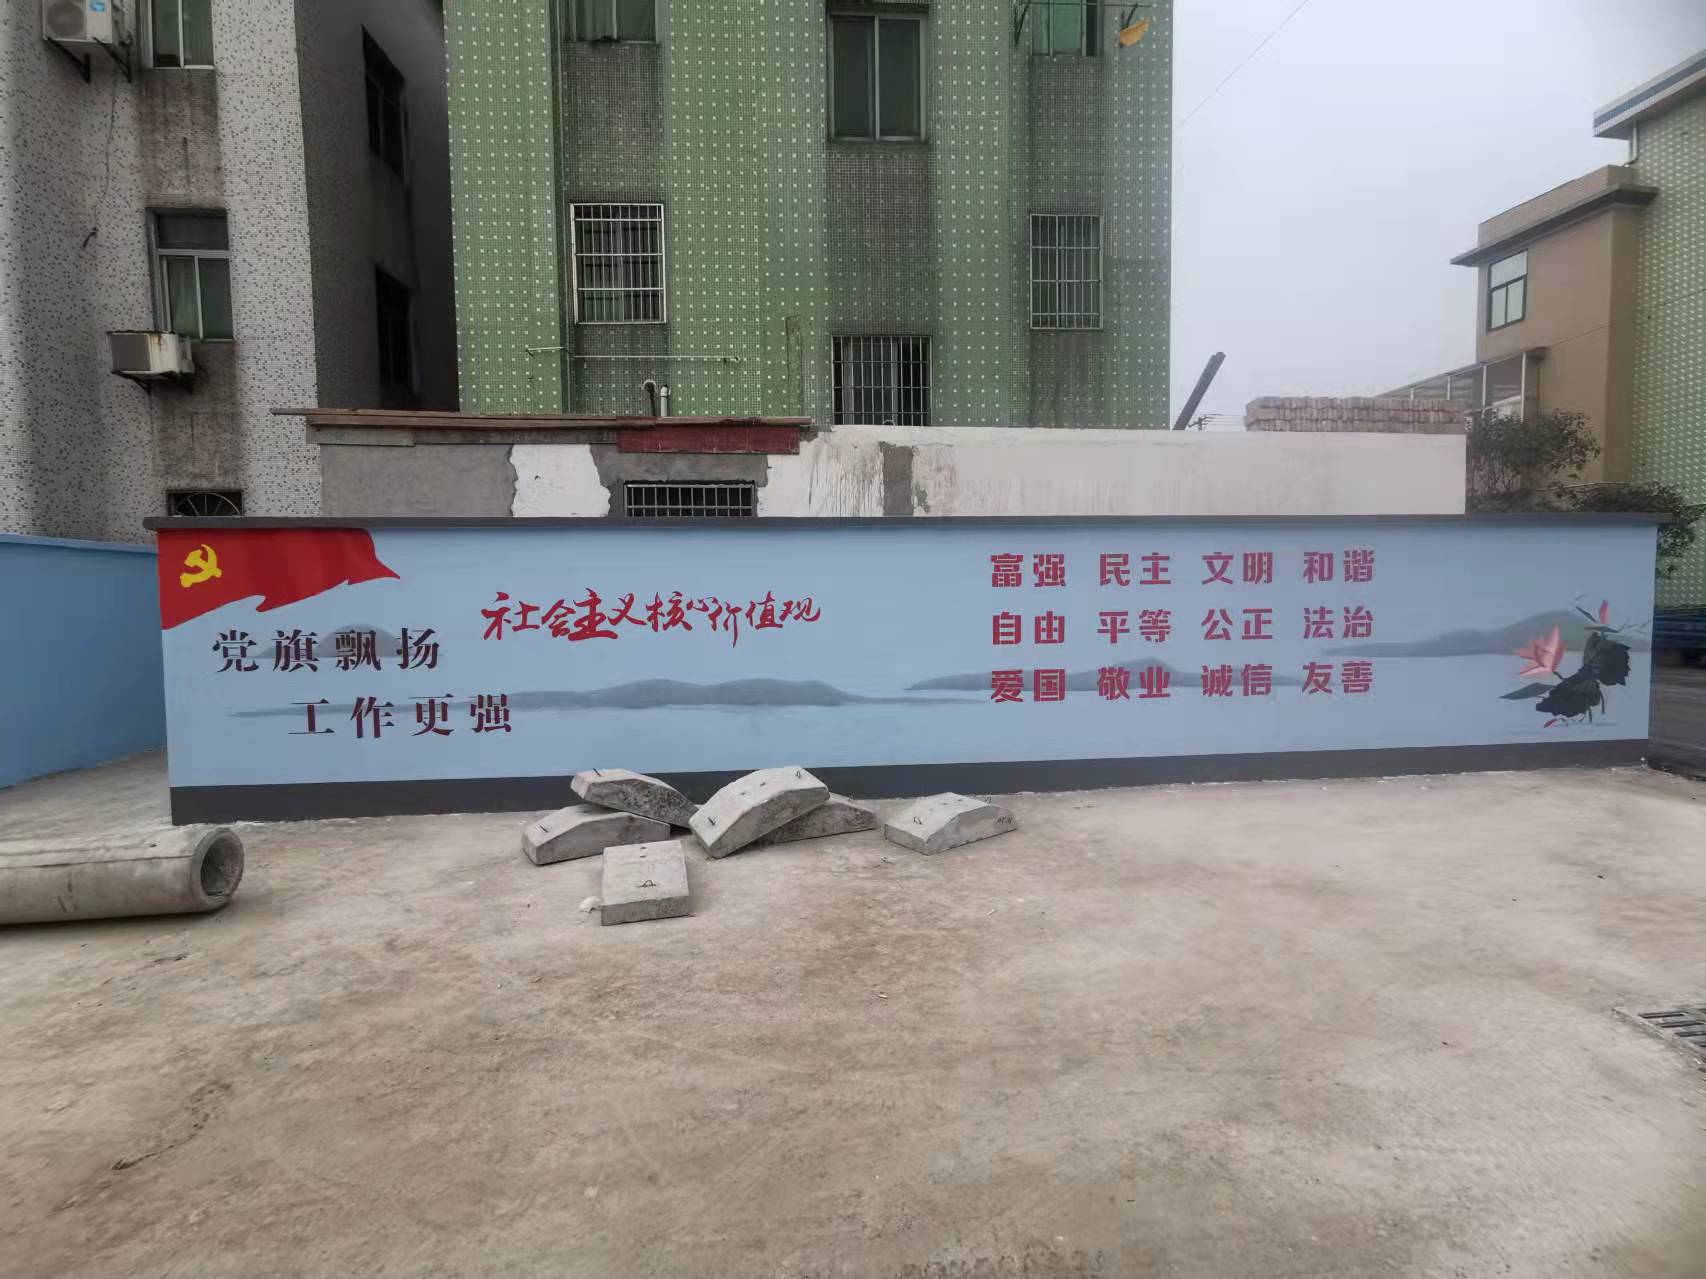 党旗飘扬
工作更强
社会主义核心价值观
富强 民主 文明 和谐
自由 平等 公正 法治
爱国 敬业 诚信 友善